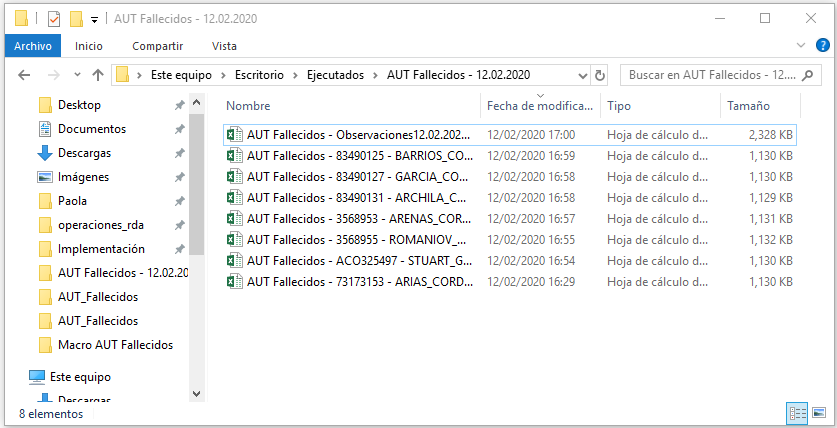 AUT Fallecidos - 12.02.2020
Archivo Inicio Compartir Vista
Este equipo Escritorio Ejecutados AUT Fallecidos - 12.02.2020 Buscar en AUT Fallecidos - 12....
Desktop
Documentos
Descargas
Imágenes
Paola
operaciones_rda
Implementación
AUT Fallecidos - 12.02.20
AUT_Fallecidos
AUT_Fallecidos
Macro AUT Fallecidos
Este equipo
Descargas
Nombre Fecha de modifica... Tipo Tamaño
AUT Fallecidos - Observaciones12.02.202... 12/02/2020 17:00 Hoja de cálculo d... 2,328 KB
AUT Fallecidos - 83490125 - BARRIOS_CO... 12/02/2020 16:59 Hoja de cálculo d... 1,130 KB
AUT Fallecidos - 83490127 - GARCIA_CO... 12/02/2020 16:58 Hoja de cálculo d... 1,130 KB
AUT Fallecidos - 83490131 - ARCHILA_C... 12/02/2020 16:58 Hoja de cálculo d... 1,129 KB
AUT Fallecidos - 3568953 - ARENAS_COR... 12/02/2020 16:57 Hoja de cálculo d... 1,131 KB
AUT Fallecidos - 3568955 - ROMANIOV_... 12/02/2020 16:55 Hoja de cálculo d... 1,132 KB
AUT Fallecidos - ACO325497 - STUART_G... 12/02/2020 16:54 Hoja de cálculo d... 1,130 KB
AUT Fallecidos - 73173153 - ARIAS_CORD... 12/02/2020 16:29 Hoja de cálculo d... 1,130 KB
8 elementos